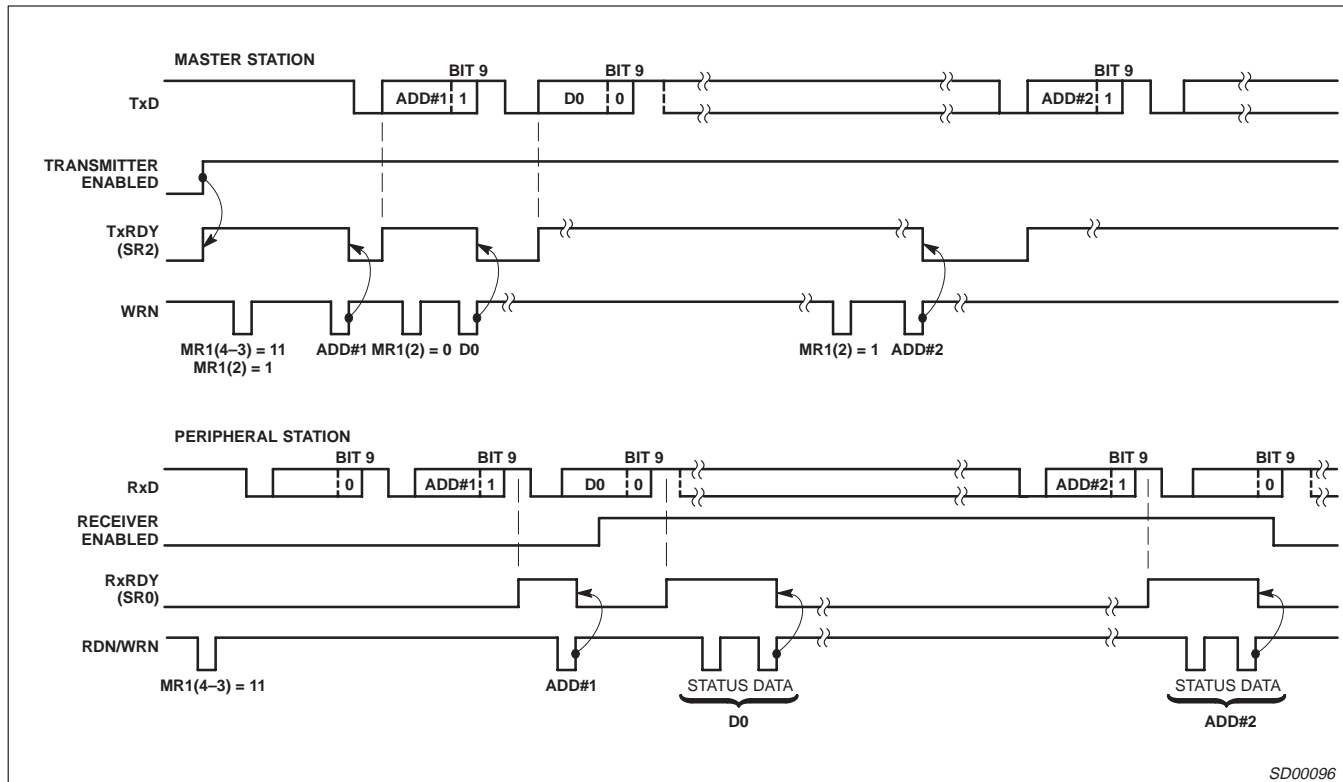 MASTER STATION
BIT 9 BIT 9 BIT 9
TxD ADD#1 1 D0 0 ADD#2 1
TRANSMITTER
ENABLED
TxRDY
(SR2)
WRN
MR1(4–3) = 11 ADD#1 MR1(2) = 0 D0 MR1(2) = 1 ADD#2
MR1(2) = 1
PERIPHERAL STATION
BIT 9 BIT 9 BIT 9 BIT 9 BIT 9
RxD 0 ADD#1 1 D0 0 ADD#2 1 0
RECEIVER
ENABLED
RxRDY
(SR0)
RDN/WRN
MR1(4–3) = 11 ADD#1 STATUS DATA STATUS DATA
D0 ADD#2
SD00096